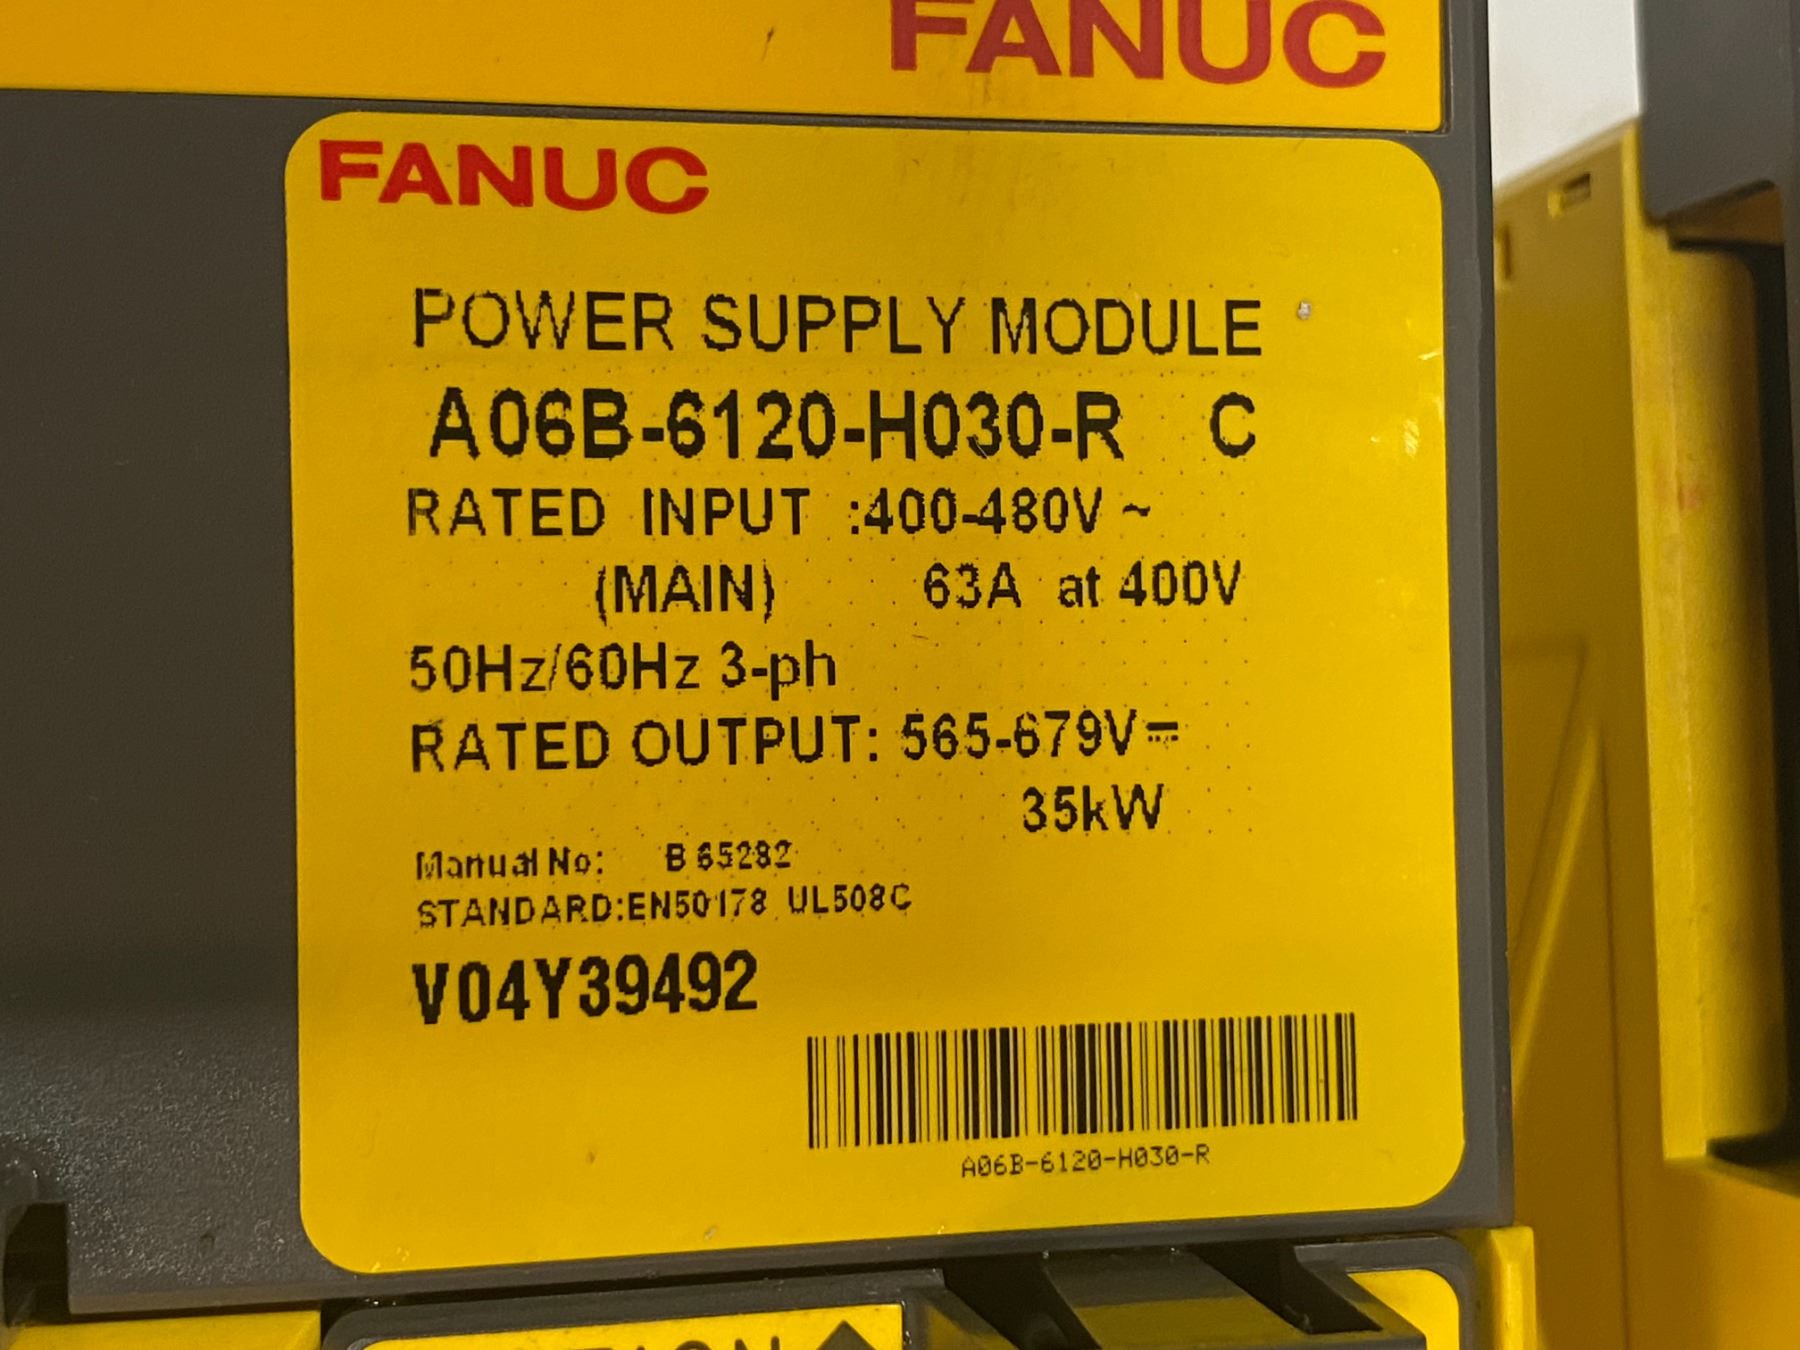 FANUC
FANUC
POWER SUPPLY MODULE
A06B-6120-H030-R C
RATED INPUT :400-480V ~
(MAIN) 63A at 400V
50Hz/60Hz 3-ph
RATED OUTPUT: 565-679V⎓
35kW
Manual No: B 65282
STANDARD:EN50178 UL508C
V04Y39492
A06B-6120-H030-R